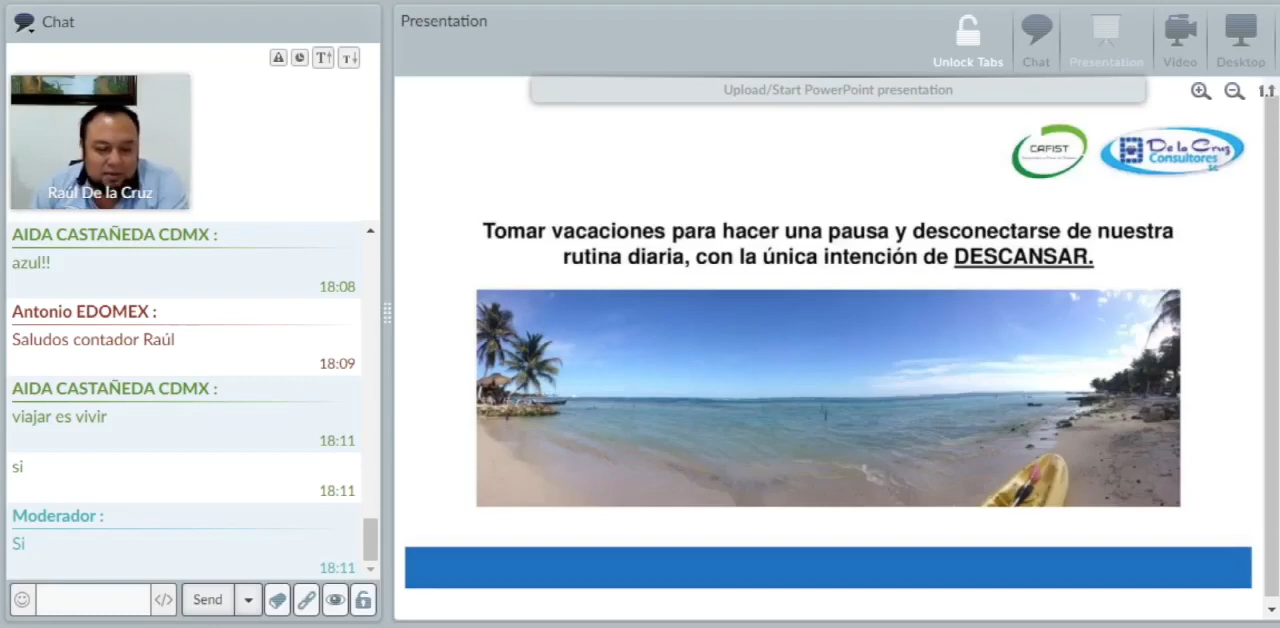 Chat
T↑
T↓
Raúl De la Cruz
AIDA CASTAÑEDA CDMX :
azul!!
18:08
Antonio EDOMEX :
Saludos contador Raúl
18:09
AIDA CASTAÑEDA CDMX :
viajar es vivir
18:11
si
18:11
Moderador :
Si
18:11
</>
Send
Presentation
Unlock Tabs
Chat
Presentation
Video
Desktop
Upload/Start PowerPoint presentation
1:1
CAFIST
De la Cruz
Consultores
S.C.
Tomar vacaciones para hacer una pausa y desconectarse de nuestra
rutina diaria, con la única intención de DESCANSAR.